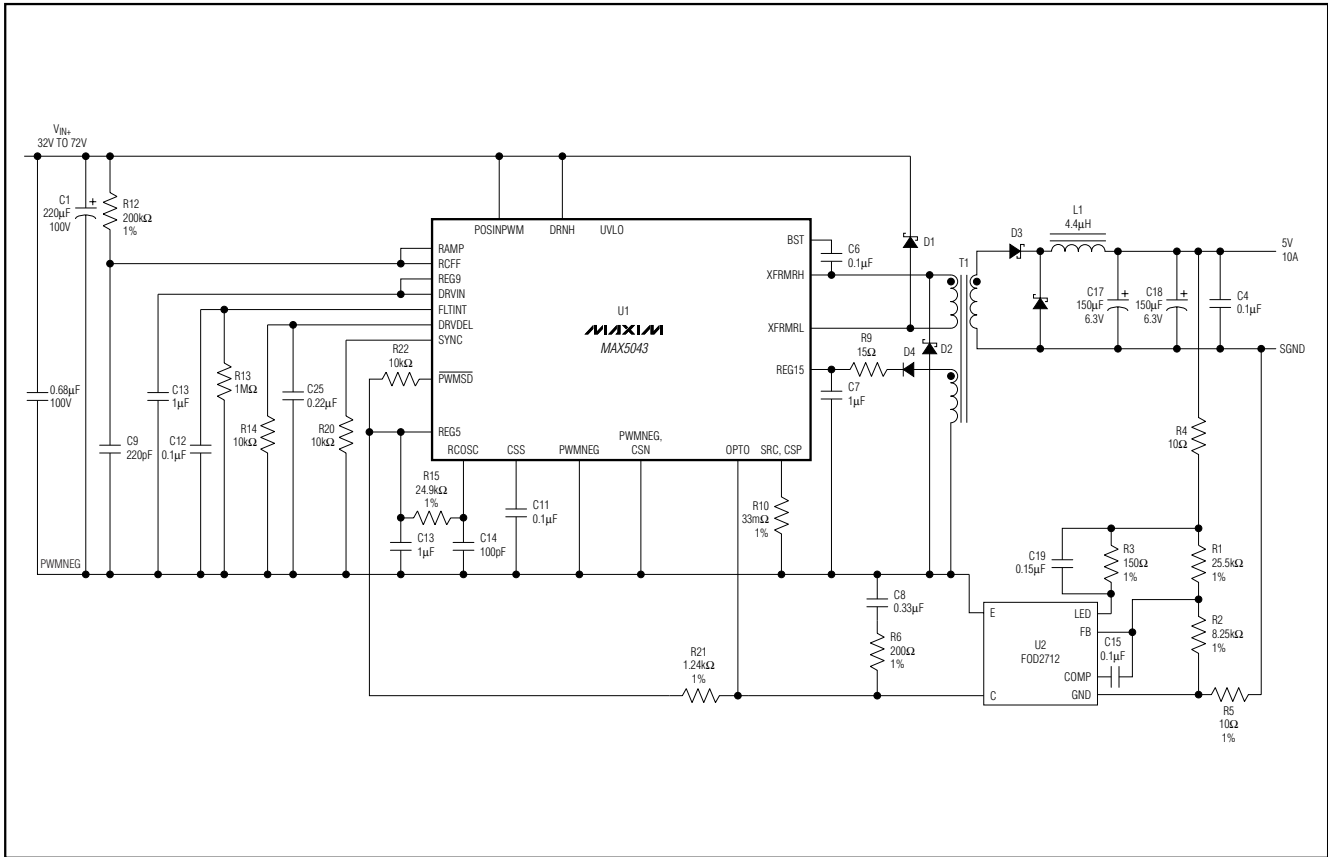 VIN+
32V TO 72V
C1
220µF
100V
+
R12
200kΩ
1%
POSINPWM
DRNH
UVLO
RAMP
RCFF
REG9
DRVIN
FLTINT
DRVDEL
SYNC
PWMSD
REG5
RCOSC
CSS
PWMNEG
PWMNEG,
CSN
OPTO
SRC, CSP
BST
XFRMRH
XFRMRL
REG15
U1
MAXIM
MAX5043
C6
0.1µF
D1
T1
D3
L1
4.4µH
5V
10A
C17
150µF
6.3V
+
C18
150µF
6.3V
+
C4
0.1µF
SGND
R9
15Ω
D4
D2
C7
1µF
R22
10kΩ
0.68µF
100V
C9
220pF
C13
1µF
C12
0.1µF
R13
1MΩ
R14
10kΩ
C25
0.22µF
R20
10kΩ
R15
24.9kΩ
1%
C13
1µF
C14
100pF
C11
0.1µF
R10
33mΩ
1%
R4
10Ω
PWMNEG
C8
0.33µF
R6
200Ω
1%
R21
1.24kΩ
1%
C19
0.15µF
R3
150Ω
1%
R1
25.5kΩ
1%
R2
8.25kΩ
1%
E
C
LED
FB
COMP
GND
U2
FOD2712
C15
0.1µF
R5
10Ω
1%